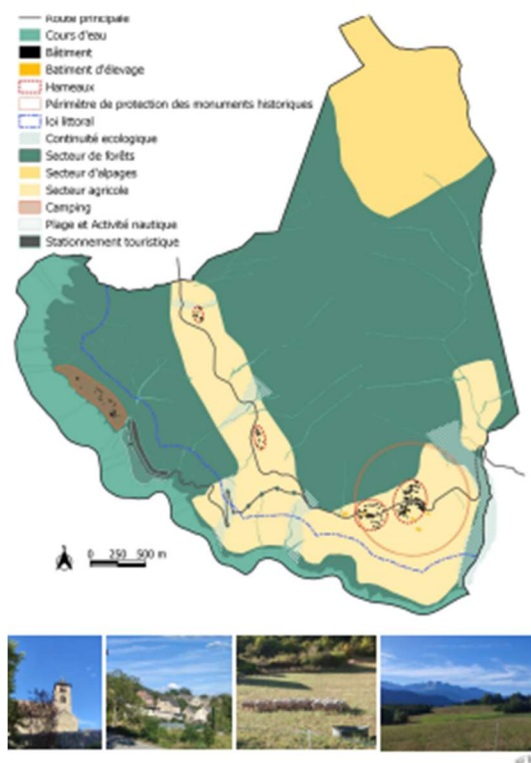 Route principale
Cours d'eau
Bâtiment
Batiment d'élevage
Hameaux
Périmètre de protection des monuments historiques
loi littoral
Continuité ecologique
Secteur de forêts
Secteur d'alpages
Secteur agricole
Camping
Plage et Activité nautique
Stationnement touristique
0 250 500 m